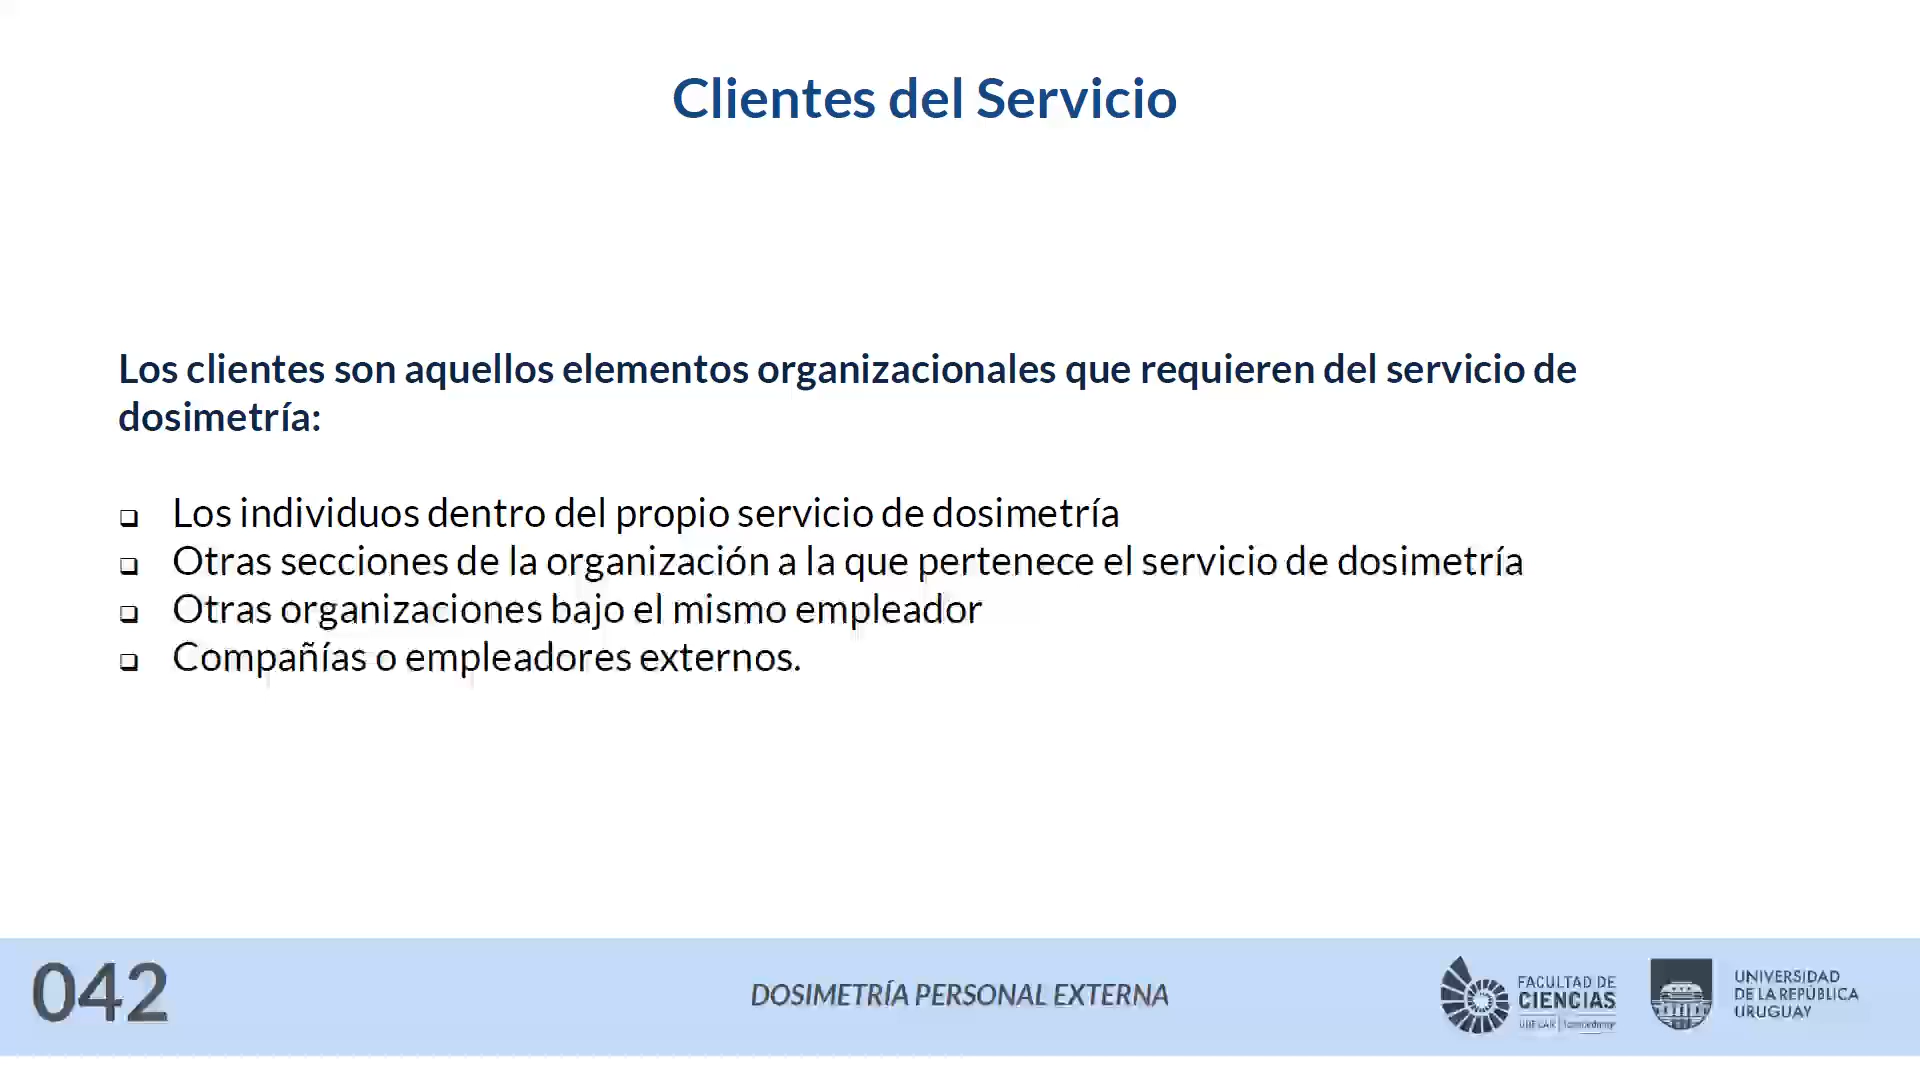 Clientes del Servicio
Los clientes son aquellos elementos organizacionales que requieren del servicio de
dosimetría:
Los individuos dentro del propio servicio de dosimetría
Otras secciones de la organización a la que pertenece el servicio de dosimetría
Otras organizaciones bajo el mismo empleador
Compañías o empleadores externos.
042
DOSIMETRÍA PERSONAL EXTERNA
FACULTAD DE
CIENCIAS
UNIVERSIDAD
DE LA REPÚBLICA
URUGUAY